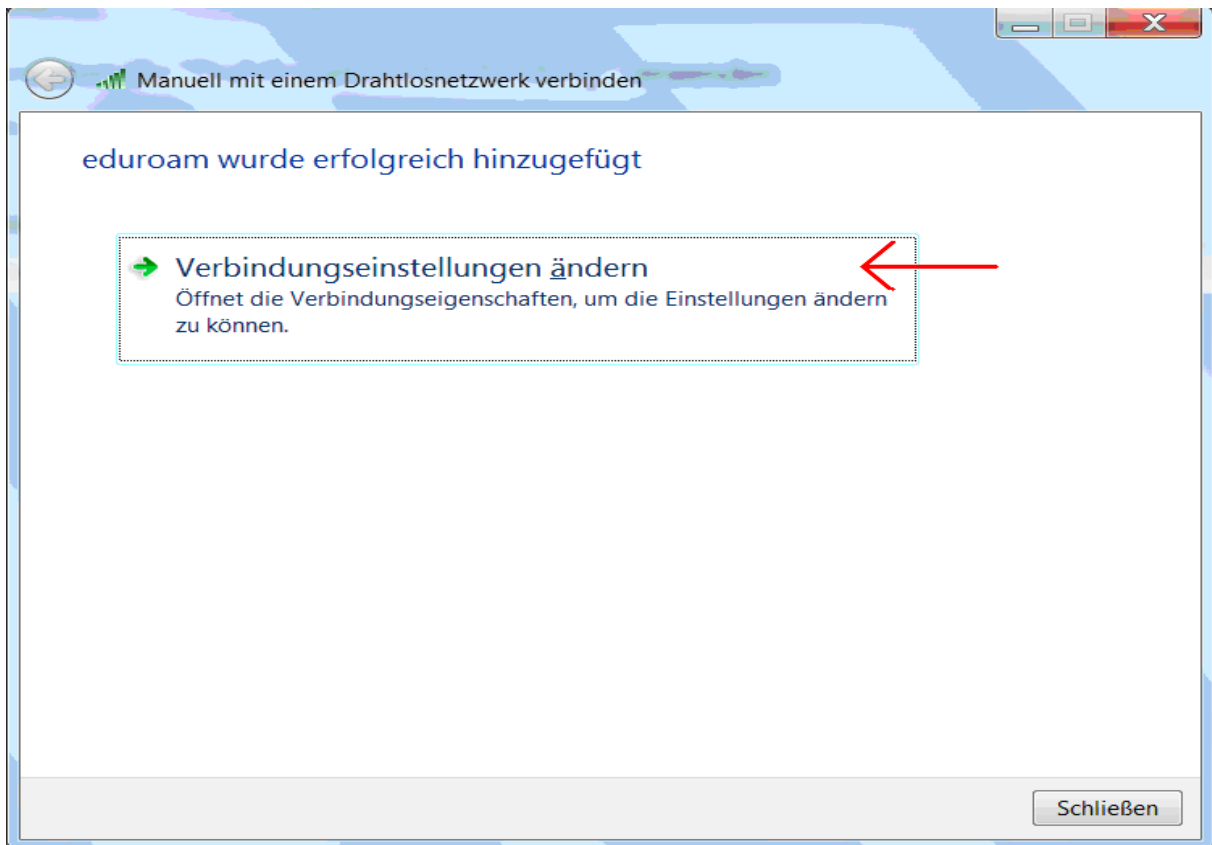 Manuell mit einem Drahtlosnetzwerk verbinden
eduroam wurde erfolgreich hinzugefügt
Verbindungseinstellungen ändern
Öffnet die Verbindungseigenschaften, um die Einstellungen ändern
zu können.
Schließen